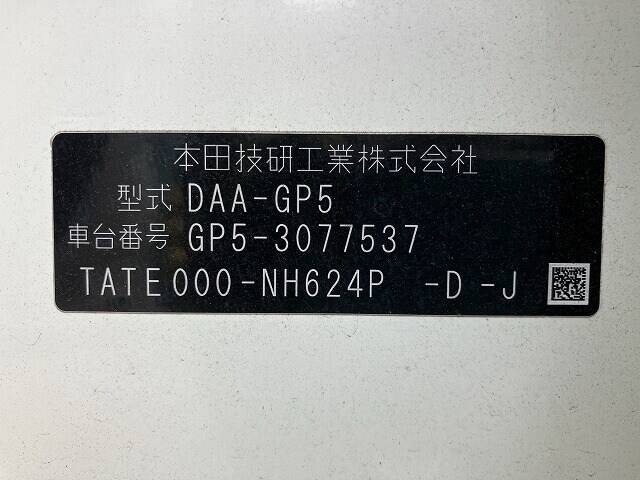 本田技研工業株式会社
型式 DAA-GP5
車台番号 GP5-3077537
TATE000-NH624P -D -J